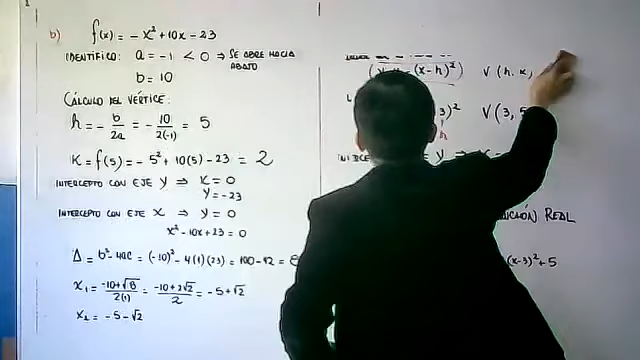 b) f(x) = - x² + 10x - 23
IDENTIFICO: a = -1 < 0 ⇒ SE ABRE HACIA
ABAJO
b = 10
CÁLCULO DEL VÉRTICE:
h = - b/2a = - 10/2(-1) = 5
K = f(5) = - 5² + 10(5) - 23 = 2
INTERCEPTO CON EJE Y ⇒ X = 0
Y = -23
INTERCEPTO CON EJE X ⇒ Y = 0
x² - 10x + 23 = 0
Δ = b² - 4ac = (-10)² - 4(1)(23) = 100 - 92 = 8
x₁ = -10+√8/2(1) = -10+2√2/2 = -5+√2
x₂ = -5-√2
(x-h)² V(h, k)
3)² V(3, 5
h
Y ⇒
REAL
(x-3)² + 5